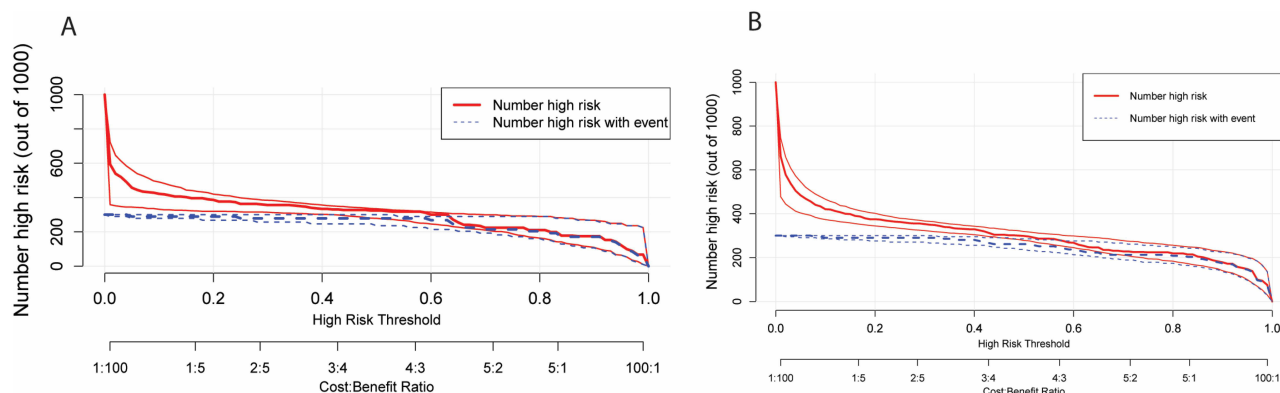 A
Number high risk (out of 1000)
1000
600
200
0
Number high risk
Number high risk with event
0.0 0.2 0.4 0.6 0.8 1.0
High Risk Threshold
1:100 1:5 2:5 3:4 4:3 5:2 5:1 100:1
Cost:Benefit Ratio
B
Number high risk (out of 1000)
1000
800
600
400
200
0
Number high risk
Number high risk with event
0.0 0.2 0.4 0.6 0.8 1.0
High Risk Threshold
1:100 1:5 2:5 3:4 4:3 5:2 5:1 100:1
Cost:Benefit Ratio